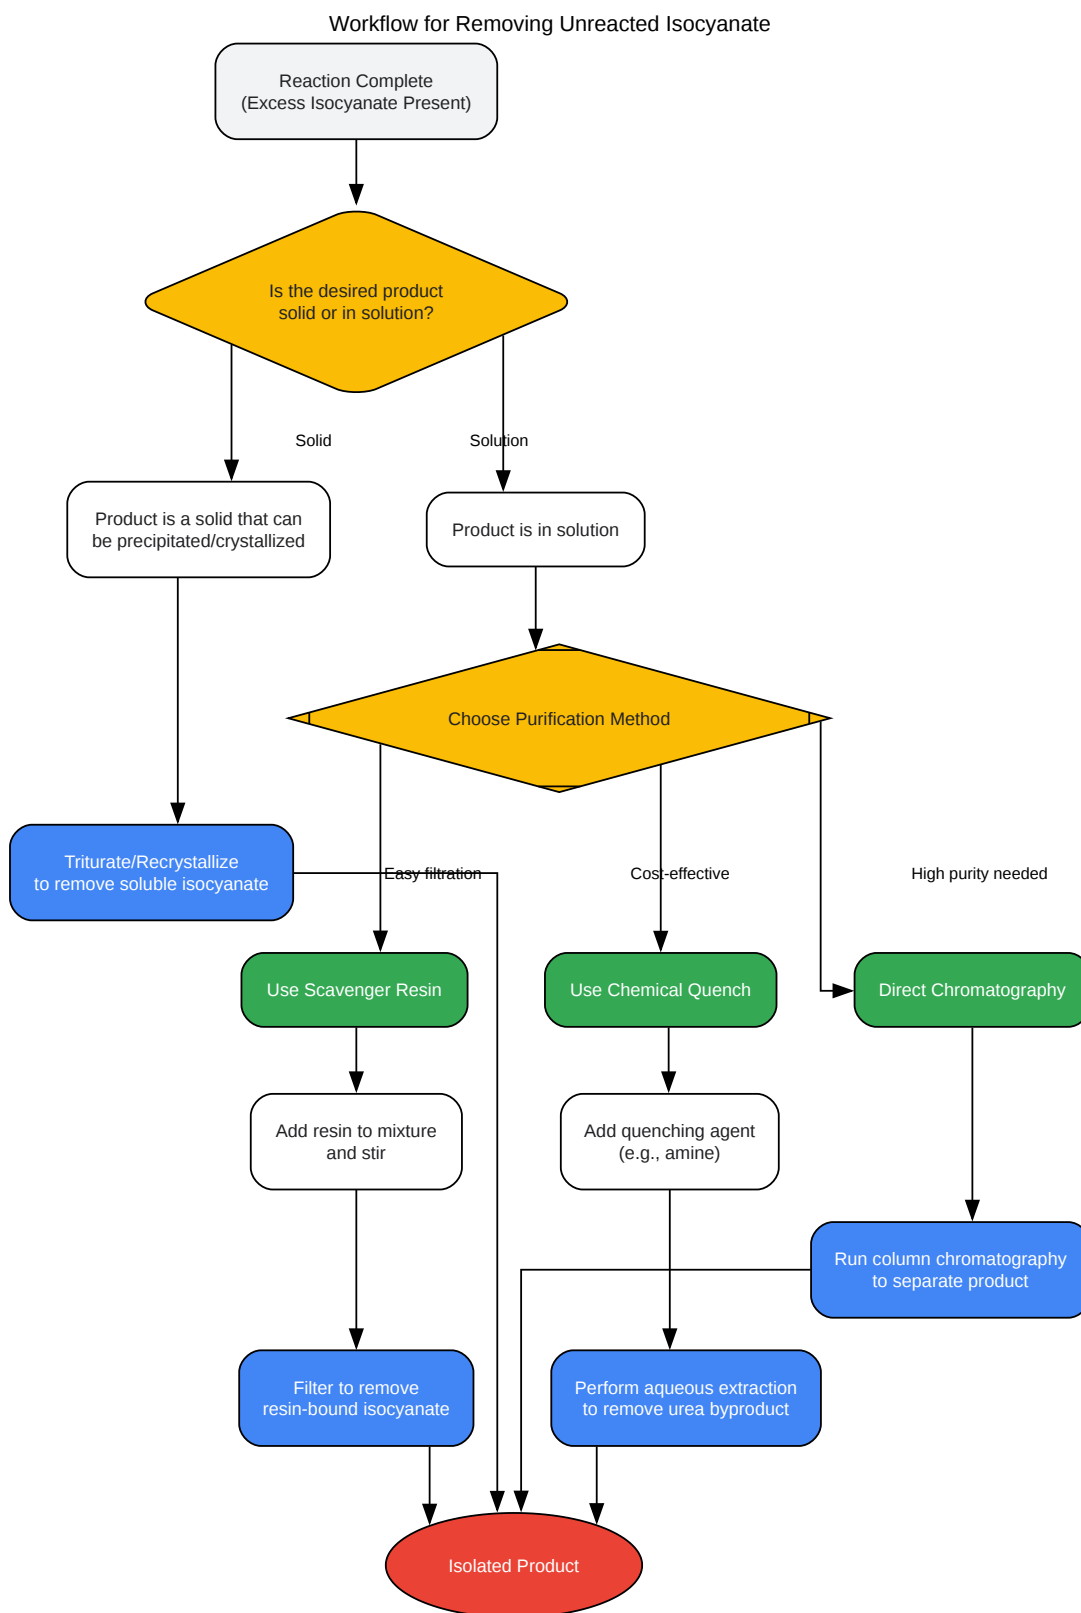 Workflow for Removing Unreacted Isocyanate
Reaction Complete
(Excess Isocyanate Present)
Is the desired product
solid or in solution?
Solid
Solution
Product is a solid that can
be precipitated/crystallized
Product is in solution
Choose Purification Method
Triturate/Recrystallize
to remove soluble isocyanate
Easy filtration
Cost-effective
High purity needed
Use Scavenger Resin
Use Chemical Quench
Direct Chromatography
Add resin to mixture
and stir
Add quenching agent
(e.g., amine)
Run column chromatography
to separate product
Filter to remove
resin-bound isocyanate
Perform aqueous extraction
to remove urea byproduct
Isolated Product